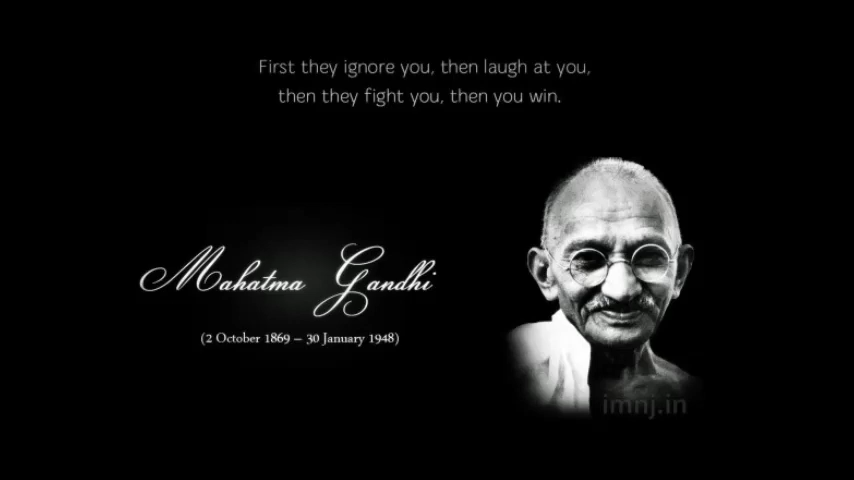 First they ignore you, then laugh at you,
then they fight you, then you win.
Mahatma Gandhi
(2 October 1869 – 30 January 1948)
imnj.in